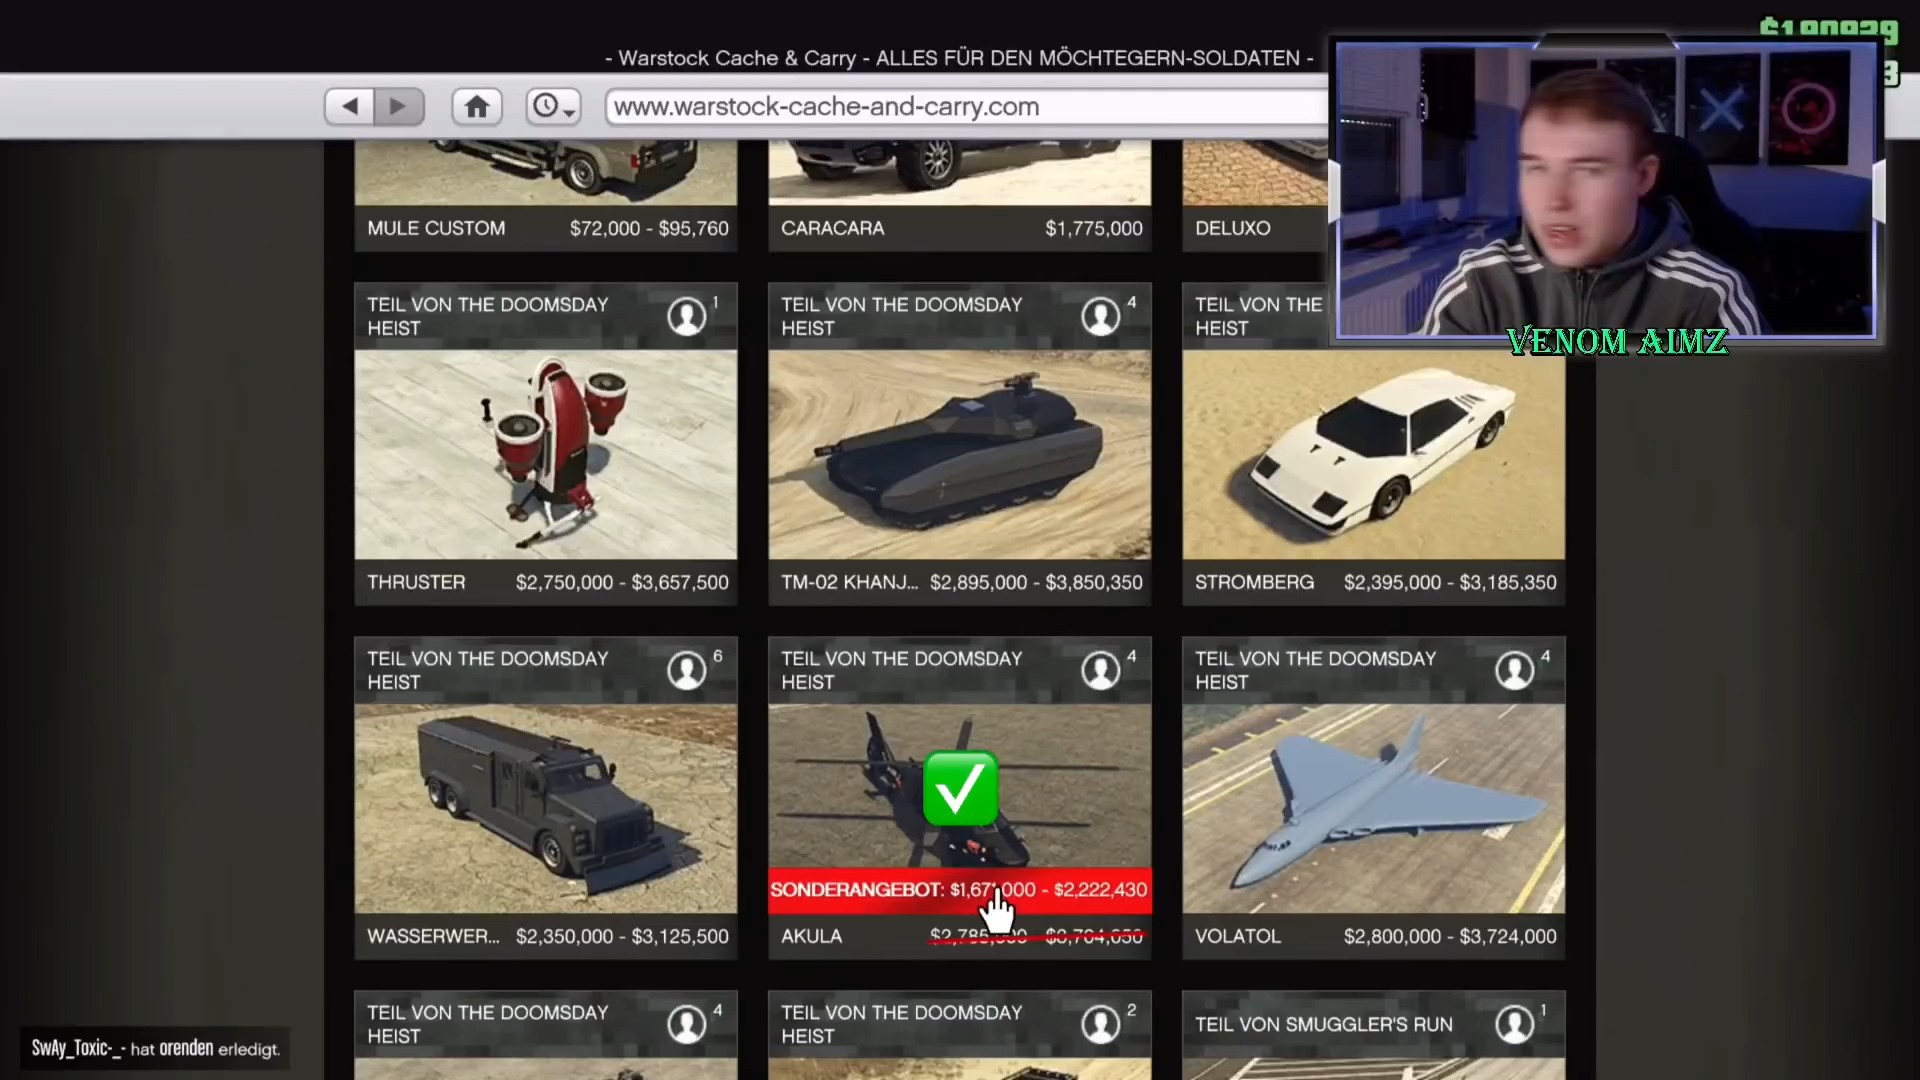 - Warstock Cache & Carry - ALLES FÜR DEN MÖCHTEGERN-SOLDATEN -
www.warstock-cache-and-carry.com
MULE CUSTOM $72,000 - $95,760
CARACARA $1,775,000
DELUXO
VENOM AIMZ
TEIL VON THE DOOMSDAY
HEIST
1
TEIL VON THE DOOMSDAY
HEIST
4
TEIL VON THE
HEIST
THRUSTER $2,750,000 - $3,657,500
TM-02 KHANJ... $2,895,000 - $3,850,350
STROMBERG $2,395,000 - $3,185,350
TEIL VON THE DOOMSDAY
HEIST
6
TEIL VON THE DOOMSDAY
HEIST
4
TEIL VON THE DOOMSDAY
HEIST
4
SONDERANGEBOT: $1,671,000 - $2,222,430
WASSERWER... $2,350,000 - $3,125,500
AKULA
VOLATOL $2,800,000 - $3,724,000
TEIL VON THE DOOMSDAY
HEIST
4
TEIL VON THE DOOMSDAY
HEIST
2
TEIL VON SMUGGLER'S RUN
1
SwAy_Toxic-_- hat orenden erledigt.